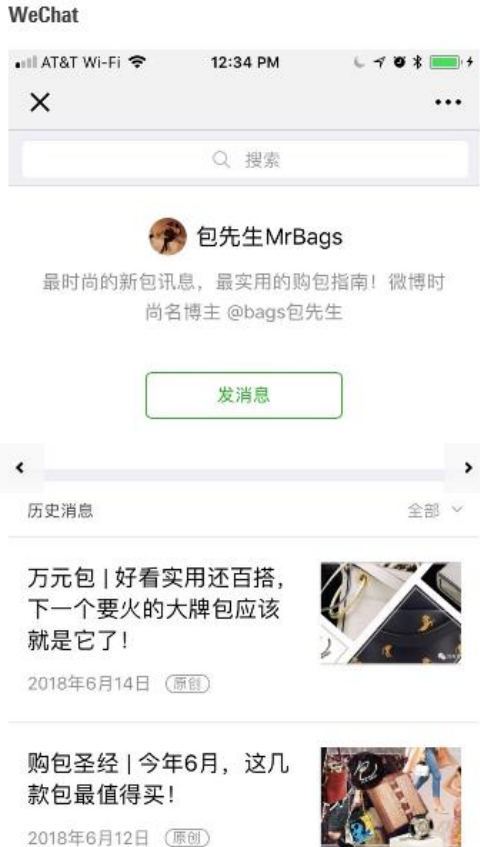 WeChat
AT&T Wi-Fi 12:34 PM
搜索
包先生MrBags
最时尚的新包讯息，最实用的购包指南！微博时
尚名博主 @bags包先生
发消息
历史消息 全部
万元包 | 好看实用还百搭，
下一个要火的大牌包应该
就是它了！
2018年6月14日 原创
购包圣经 | 今年6月，这几
款包最值得买！
2018年6月12日 原创